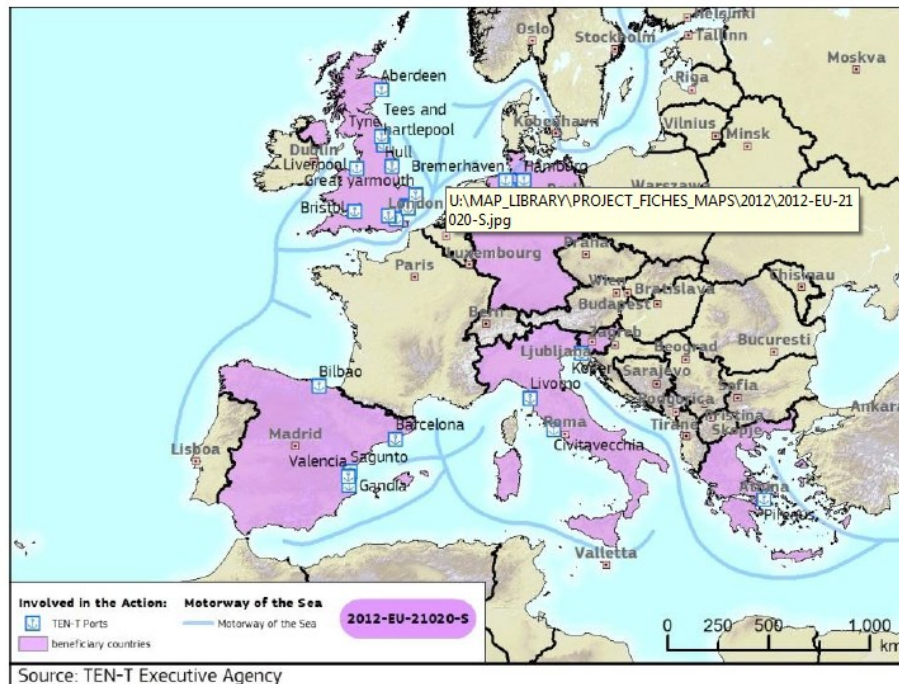 Helsinki
Oslo
Tallinn
Stockholm
Moskva
Riga
Aberdeen
Tees and
hartlepool
Tyne
København
Vilnius
Minsk
Dublin
Hull
Liverpool
Bremerhaven
Hamburg
Great yarmouth
Warszawa
London
Bristol
U:\MAP_LIBRARY\PROJECT_FICHES_MAPS\2012\2012-EU-21
020-S.jpg
Luxembourg
Praha
Paris
Wien
Chisinau
Bratislava
Budapest
Bern
Zagreb
Ljubljana
Beograd
Bucuresti
Koper
Bilbao
Sarajevo
Livorno
Podgorica
Sofia
Pristina
Ankara
Barcelona
Roma
Tirane
Skopje
Lisboa
Madrid
Civitavecchia
Valencia
Sagunto
Gandia
Athina
Piraeus
Valletta
Involved in the Action:
TEN-T Ports
beneficiary countries
Motorway of the Sea
Motorway of the Sea
2012-EU-21020-S
0 250 500 1,000
km
Source: TEN-T Executive Agency